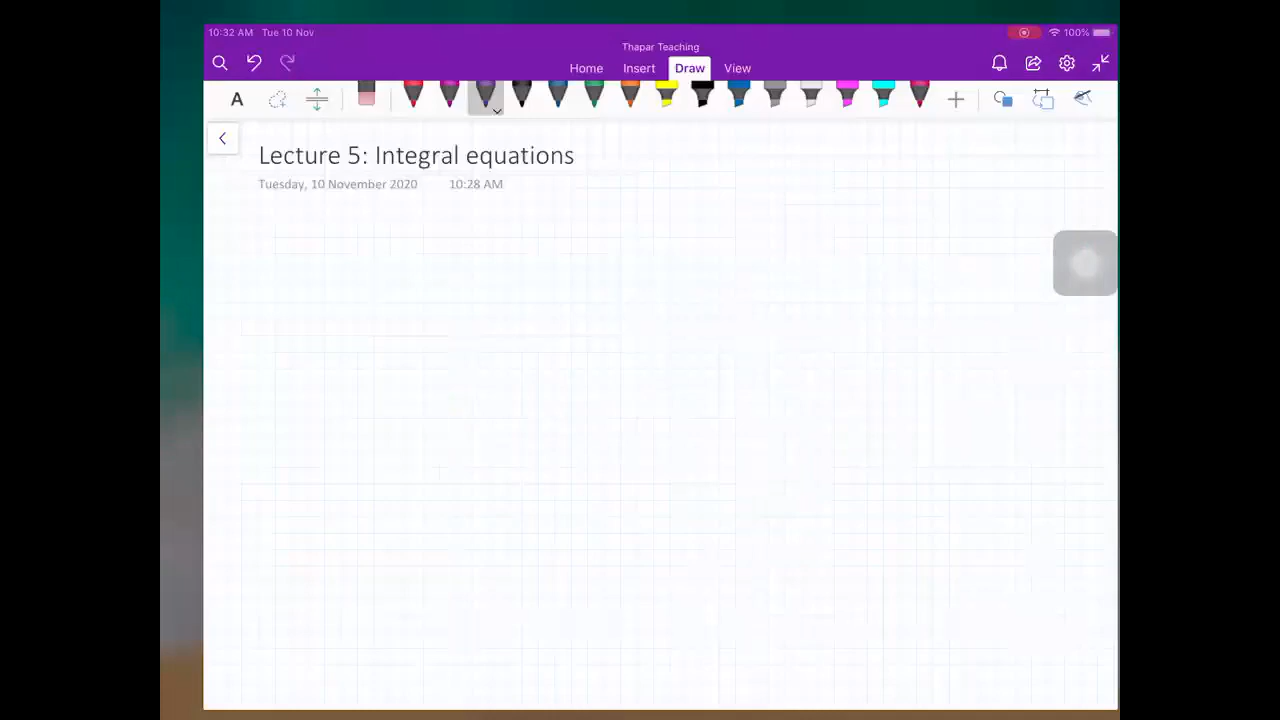 10:32 AM Tue 10 Nov 100%
Thapar Teaching
Home Insert Draw View
A
Lecture 5: Integral equations
Tuesday, 10 November 2020 10:28 AM